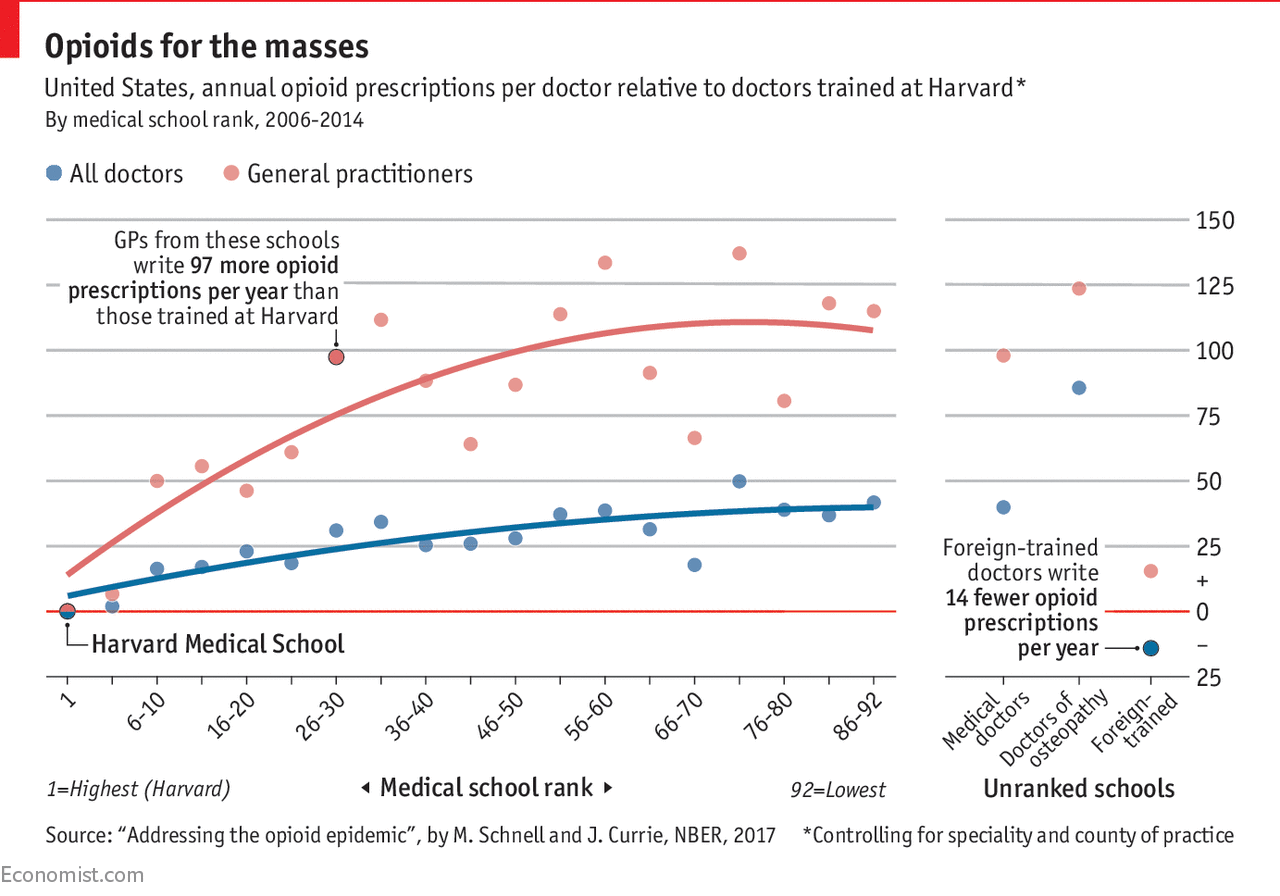 Opioids for the masses
United States, annual opioid prescriptions per doctor relative to doctors trained at Harvard*
By medical school rank, 2006-2014
All doctors
General practitioners
GPs from these schools
write 97 more opioid
prescriptions per year than
those trained at Harvard
Harvard Medical School
150
125
100
75
50
25
+
0
–
25
Foreign-trained
doctors write
14 fewer opioid
prescriptions
per year
1
6-10
16-20
26-30
36-40
46-50
56-60
66-70
76-80
86-92
Medical
doctors
Doctors of
osteopathy
Foreign-
trained
1=Highest (Harvard)
Medical school rank
92=Lowest
Unranked schools
Source: “Addressing the opioid epidemic”, by M. Schnell and J. Currie, NBER, 2017
*Controlling for speciality and county of practice
Economist.com